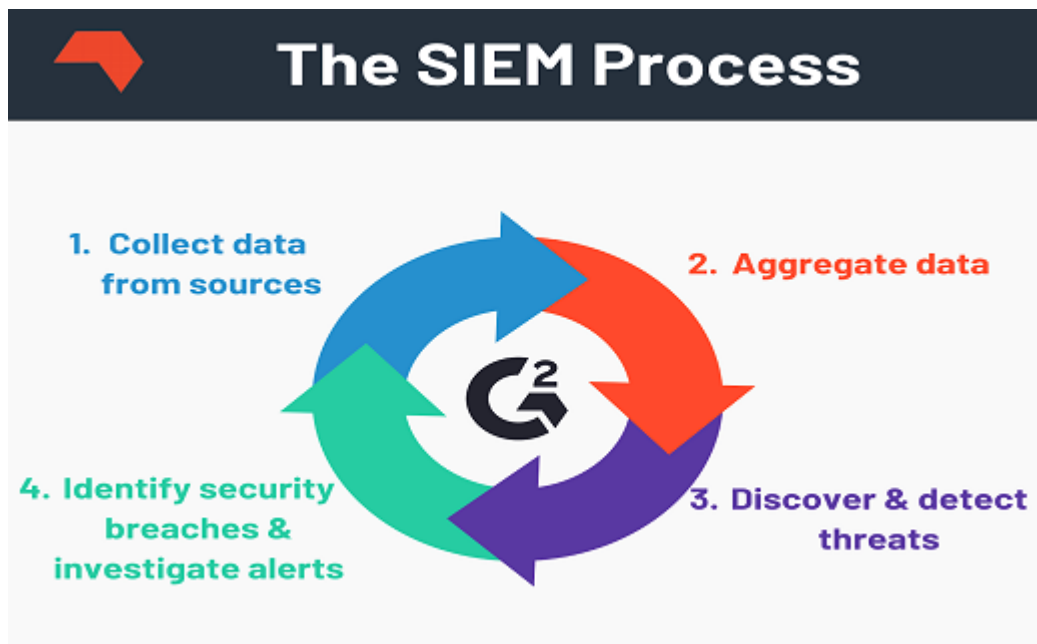 The SIEM Process
1. Collect data
from sources
2. Aggregate data
G2
3. Discover & detect
threats
4. Identify security
breaches &
investigate alerts